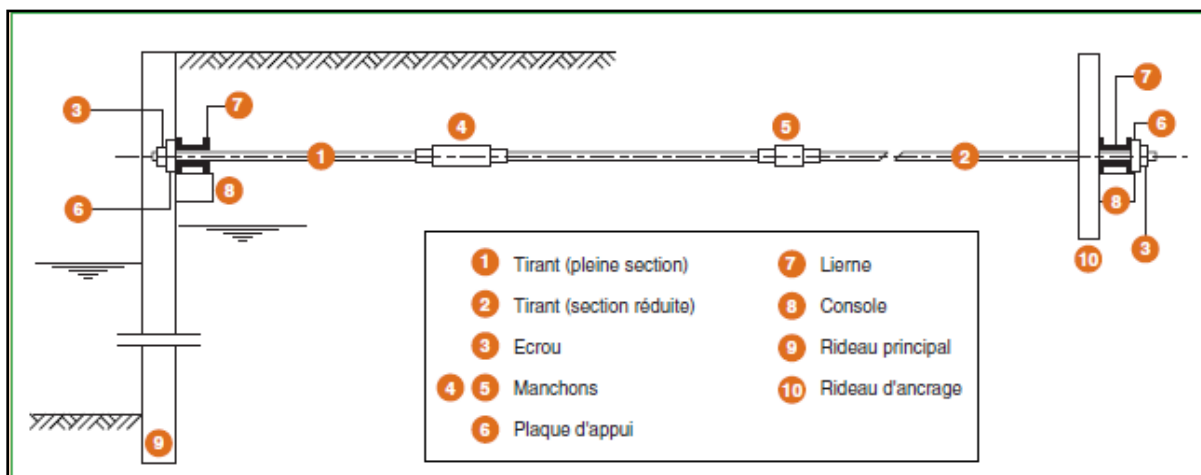 7
3
7
6
4
5
1
2
8
6
8
3
10
9
1 Tirant (pleine section)
2 Tirant (section réduite)
3 Ecrou
4 5 Manchons
6 Plaque d'appui
7 Lierne
8 Console
9 Rideau principal
10 Rideau d'ancrage